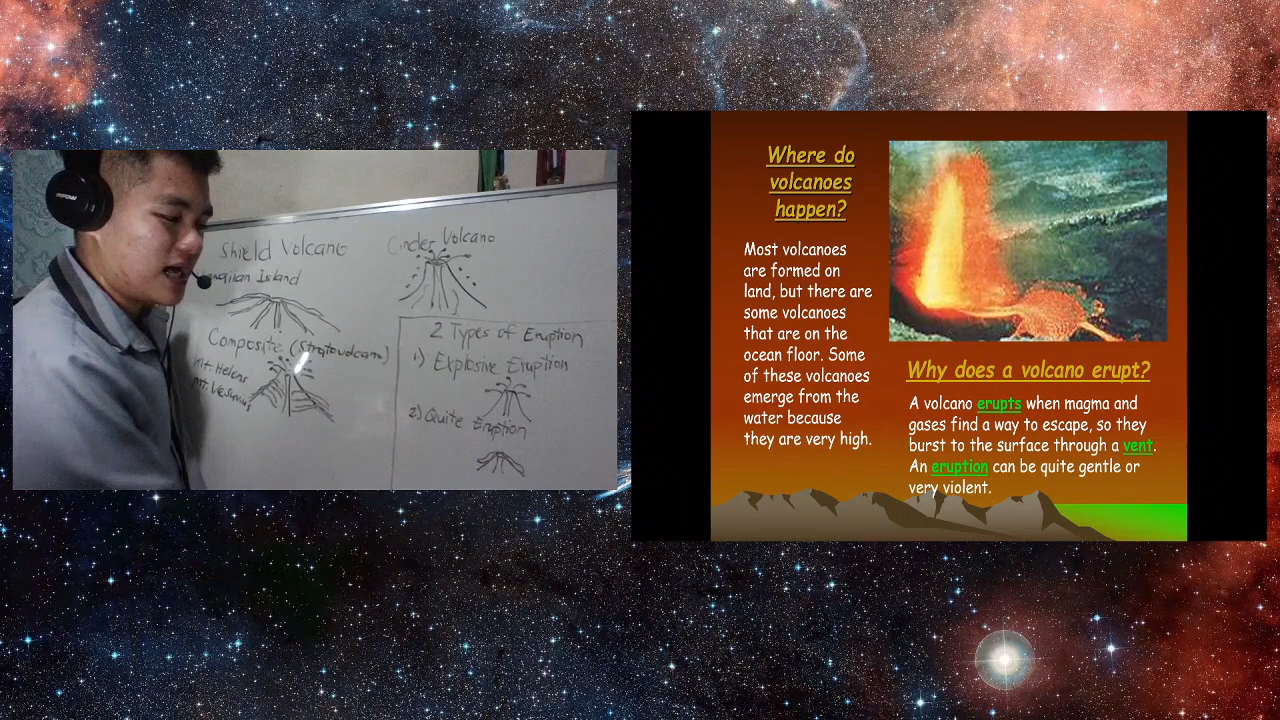 Shield Volcano
Island
Composite (Stratovolcano)
Mt. Helens
Mt. Vesuvius
Cinder Volcano
2 Types of Eruption
1) Explosive Eruption
2) Quite Eruption
Where do
volcanoes
happen?
Most volcanoes
are formed on
land, but there are
some volcanoes
that are on the
ocean floor. Some
of these volcanoes
emerge from the
water because
they are very high.
Why does a volcano erupt?
A volcano erupts when magma and
gases find a way to escape, so they
burst to the surface through a vent.
An eruption can be quite gentle or
very violent.